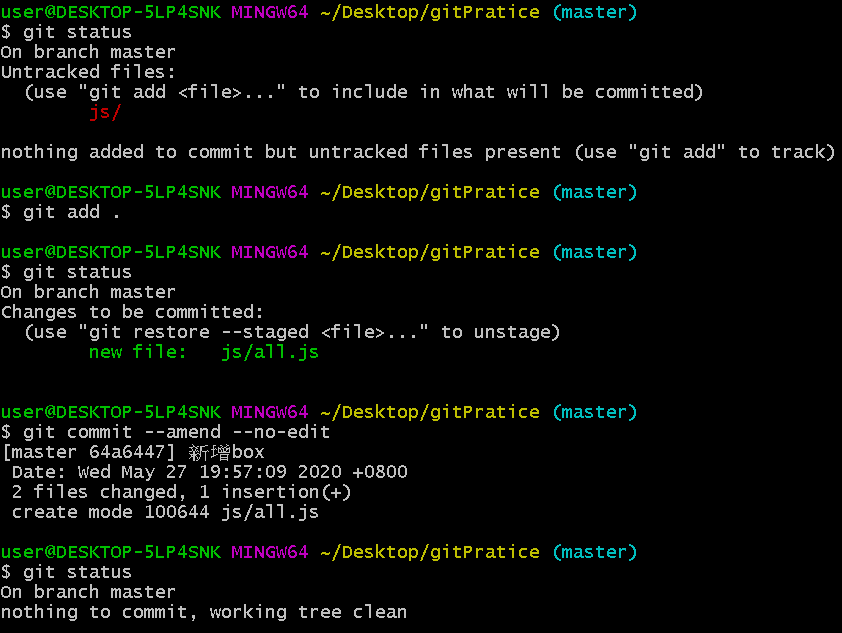 user@DESKTOP-5LP4SNK MINGW64 ~/Desktop/gitPratice (master)
$ git status
On branch master
Untracked files:
  (use "git add <file>..." to include in what will be committed)
        js/

nothing added to commit but untracked files present (use "git add" to track)

user@DESKTOP-5LP4SNK MINGW64 ~/Desktop/gitPratice (master)
$ git add .

user@DESKTOP-5LP4SNK MINGW64 ~/Desktop/gitPratice (master)
$ git status
On branch master
Changes to be committed:
  (use "git restore --staged <file>..." to unstage)
        new file:   js/all.js


user@DESKTOP-5LP4SNK MINGW64 ~/Desktop/gitPratice (master)
$ git commit --amend --no-edit
[master 64a6447] 新增box
 Date: Wed May 27 19:57:09 2020 +0800
 2 files changed, 1 insertion(+)
 create mode 100644 js/all.js

user@DESKTOP-5LP4SNK MINGW64 ~/Desktop/gitPratice (master)
$ git status
On branch master
nothing to commit, working tree clean